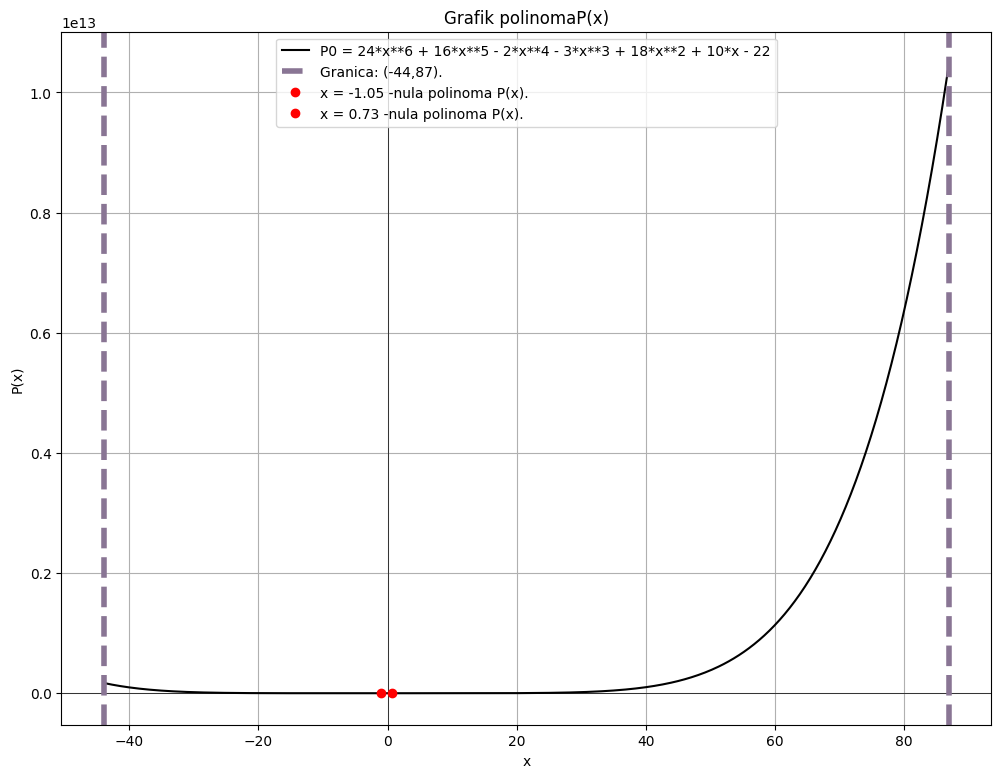 Grafik polinomaP(x)
1e13
P0 = 24*x**6 + 16*x**5 - 2*x**4 - 3*x**3 + 18*x**2 + 10*x - 22
Granica: (-44,87).
x = -1.05 -nula polinoma P(x).
x = 0.73 -nula polinoma P(x).
1.0
0.8
0.6
0.4
0.2
0.0
P(x)
−40 −20 0 20 40 60 80
x